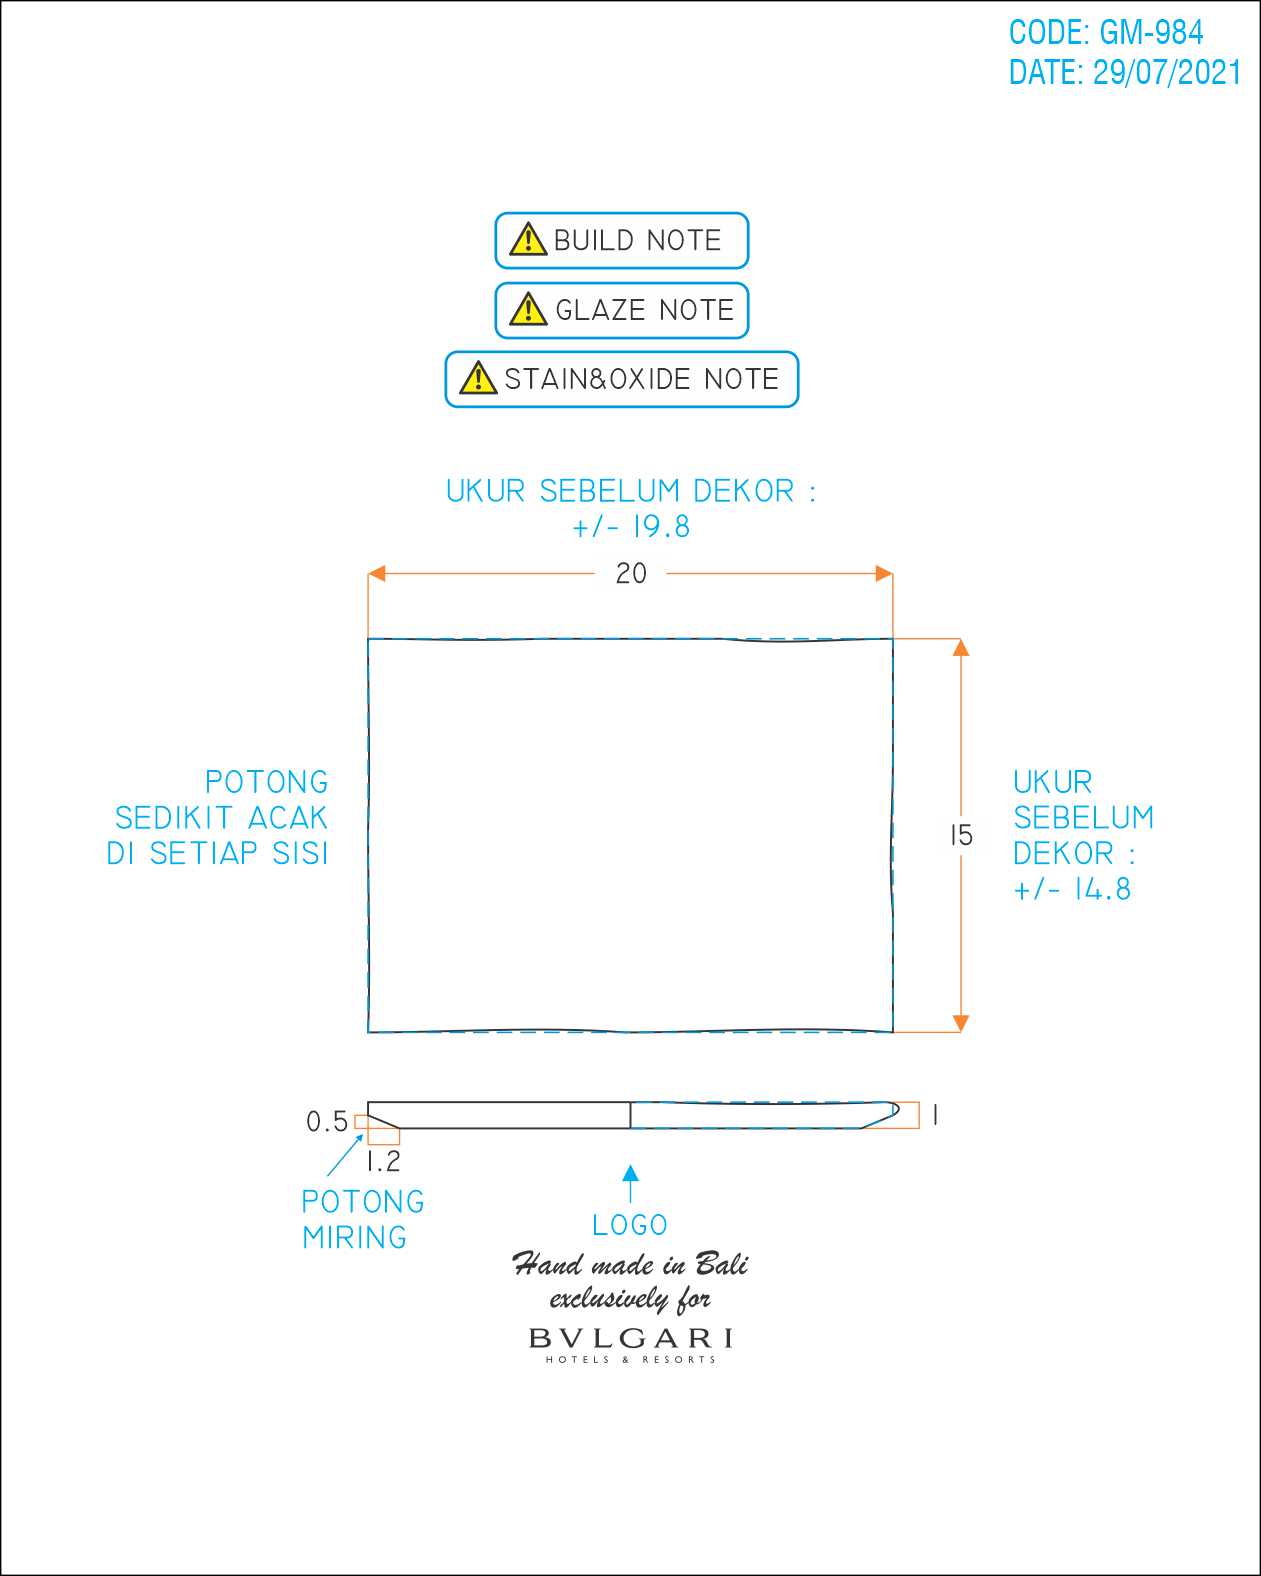 CODE: GM-984
DATE: 29/07/2021
BUILD NOTE
GLAZE NOTE
STAIN&OXIDE NOTE
UKUR SEBELUM DEKOR :
+/- 19.8
20
POTONG
SEDIKIT ACAK
DI SETIAP SISI
15
UKUR
SEBELUM
DEKOR :
+/- 14.8
0.5
1
1.2
POTONG
MIRING
LOGO
Hand made in Bali
exclusively for
BVLGARI
HOTELS & RESORTS